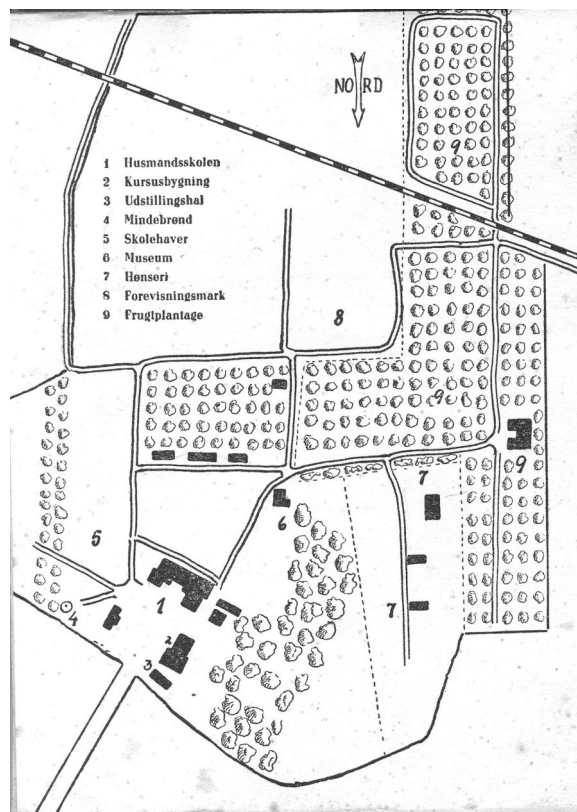 NORD
1 Husmandsskolen
2 Kursusbygning
3 Udstillingshal
4 Mindebrønd
5 Skolehaver
6 Museum
7 Hønseri
8 Forevisningsmark
9 Frugtplantage
9
8
9
9
7
6
5
7
1
4
2
3